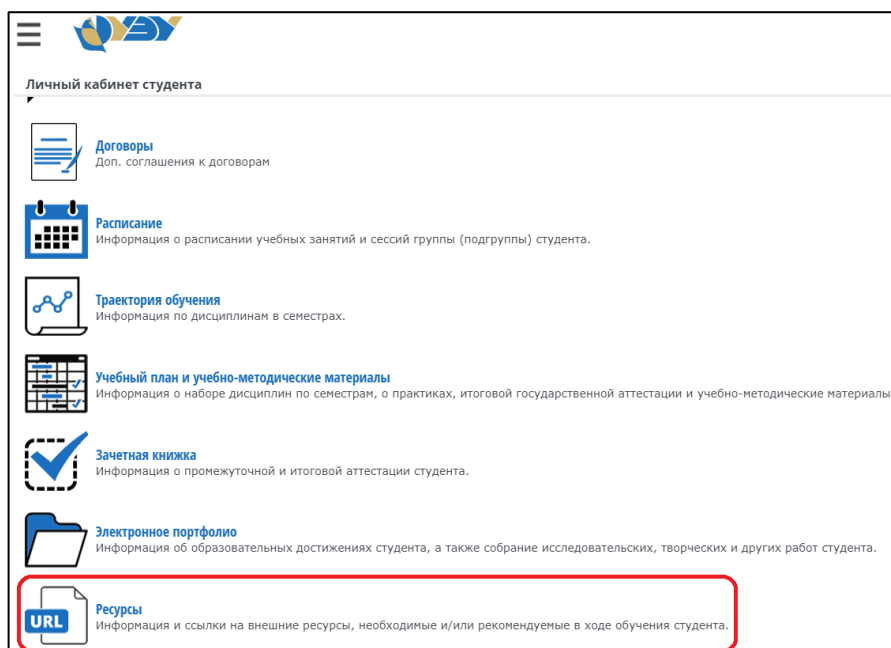 УЭУ
Личный кабинет студента
Договоры
Доп. соглашения к договорам
Расписание
Информация о расписании учебных занятий и сессий группы (подгруппы) студента.
Траектория обучения
Информация по дисциплинам в семестрах.
Учебный план и учебно-методические материалы
Информация о наборе дисциплин по семестрам, о практиках, итоговой государственной аттестации и учебно-методические материалы
Зачетная книжка
Информация о промежуточной и итоговой аттестации студента.
Электронное портфолио
Информация об образовательных достижениях студента, а также собрание исследовательских, творческих и других работ студента.
URL
Ресурсы
Информация и ссылки на внешние ресурсы, необходимые и/или рекомендуемые в ходе обучения студента.